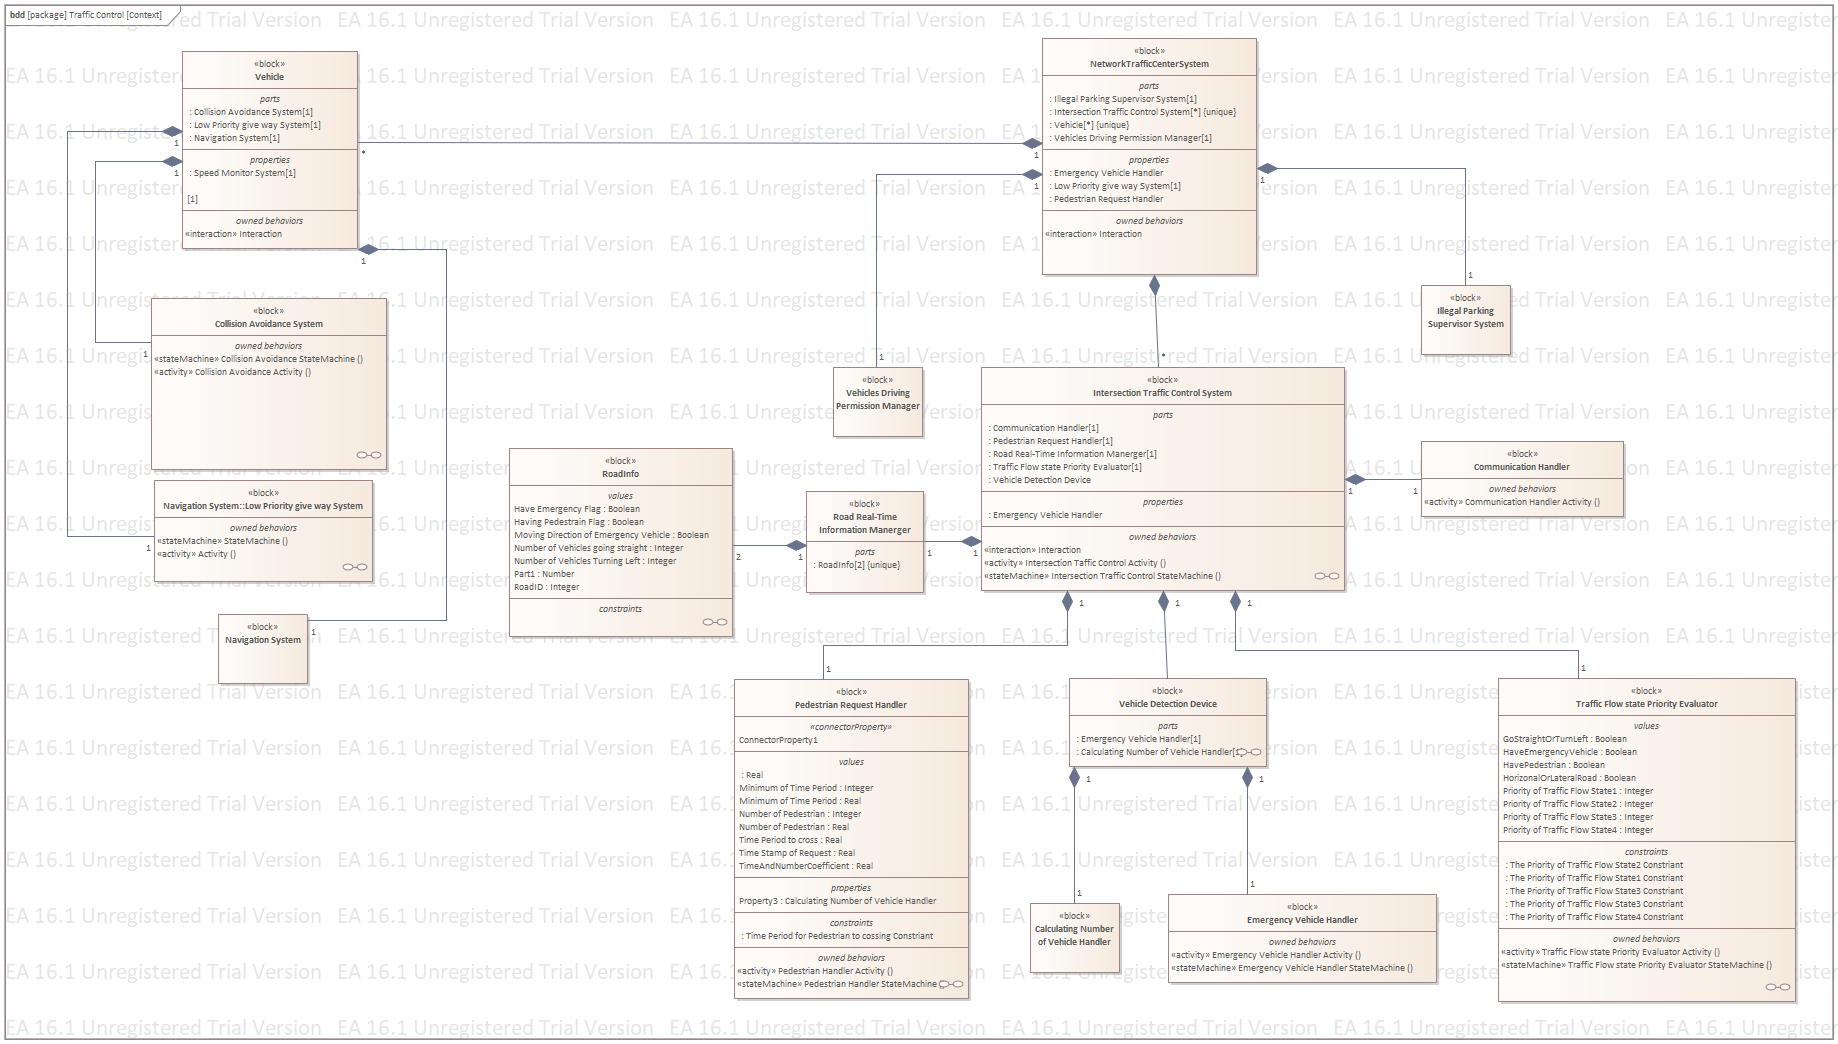 bdd [package] Traffic Control [Context]
«block»
Vehicle
parts
: Collision Avoidance System[1]
: Low Priority give way System[1]
: Navigation System[1]
properties
: Speed Monitor System[1]
[1]
owned behaviors
«interaction» Interaction
1
1
1
*
«block»
NetworkTrafficCenterSystem
parts
: Illegal Parking Supervisor System[1]
: Intersection Traffic Control System[*] {unique}
: Vehicle[*] {unique}
: Vehicles Driving Permission Manager[1]
properties
: Emergency Vehicle Handler
: Low Priority give way System[1]
: Pedestrian Request Handler
owned behaviors
«interaction» Interaction
1
1
1
«block»
Collision Avoidance System
owned behaviors
«stateMachine» Collision Avoidance StateMachine ()
«activity» Collision Avoidance Activity ()
1
«block»
Navigation System::Low Priority give way System
owned behaviors
«stateMachine» StateMachine ()
«activity» Activity ()
1
«block»
Navigation System
1
1
«block»
Illegal Parking
Supervisor System
1
«block»
Vehicles Driving
Permission Manager
*
«block»
Intersection Traffic Control System
parts
: Communication Handler[1]
: Pedestrian Request Handler[1]
: Road Real-Time Information Manerger[1]
: Traffic Flow state Priority Evaluator[1]
: Vehicle Detection Device
properties
: Emergency Vehicle Handler
owned behaviors
«interaction» Interaction
«activity» Intersection Taffic Control Activity ()
«stateMachine» Intersection Traffic Control StateMachine ()
1
1
«block»
Communication Handler
owned behaviors
«activity» Communication Handler Activity ()
«block»
RoadInfo
values
Have Emergency Flag : Boolean
Having Pedestrain Flag : Boolean
Moving Direction of Emergency Vehicle : Boolean
Number of Vehicles going straight : Integer
Number of Vehicles Turning Left : Integer
Part1 : Number
RoadID : Integer
constraints
2
1
«block»
Road Real-Time
Information Manerger
parts
: RoadInfo[2] {unique}
1
1
1
1
1
1
«block»
Pedestrian Request Handler
«connectorProperty»
ConnectorProperty1
values
: Real
Minimum of Time Period : Integer
Minimum of Time Period : Real
Number of Pedestrian : Integer
Number of Pedestrian : Real
Time Period to cross : Real
Time Stamp of Request : Real
TimeAndNumberCoefficient : Real
properties
Property3 : Calculating Number of Vehicle Handler
constraints
: Time Period for Pedestrian to cossing Constriant
owned behaviors
«activity» Pedestrian Handler Activity ()
«stateMachine» Pedestrian Handler StateMachine
«block»
Vehicle Detection Device
parts
: Emergency Vehicle Handler[1]
: Calculating Number of Vehicle Handler[1]
1
1
1
«block»
Calculating Number
of Vehicle Handler
1
«block»
Emergency Vehicle Handler
owned behaviors
«activity» Emergency Vehicle Handler Activity ()
«stateMachine» Emergency Vehicle Handler StateMachine ()
1
«block»
Traffic Flow state Priority Evaluator
values
GoStraightOrTurnLeft : Boolean
HaveEmergencyVehicle : Boolean
HavePedestrian : Boolean
HorizonalOrLateralRoad : Boolean
Priority of Traffic Flow State1 : Integer
Priority of Traffic Flow State2 : Integer
Priority of Traffic Flow State3 : Integer
Priority of Traffic Flow State4 : Integer
constraints
: The Priority of Traffic Flow State2 Constriant
: The Priority of Traffic Flow State1 Constriant
: The Priority of Traffic Flow State3 Constriant
: The Priority of Traffic Flow State3 Constriant
: The Priority of Traffic Flow State4 Constriant
owned behaviors
«activity» Traffic Flow state Priority Evaluator Activity ()
«stateMachine» Traffic Flow state Priority Evaluator StateMachine ()
EA 16.1 Unregistered Trial Version